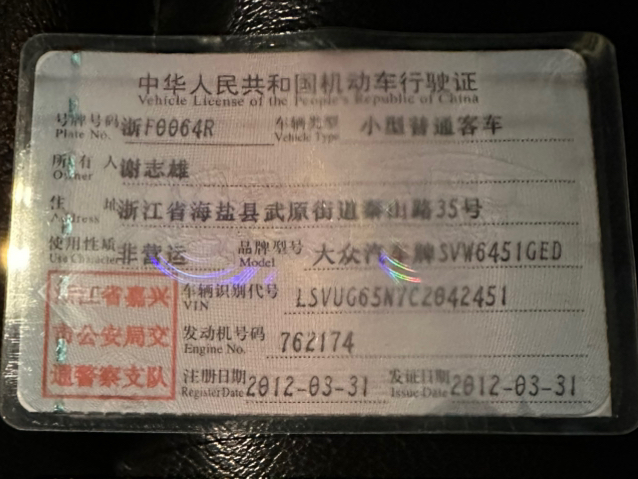 中华人民共和国机动车行驶证
Vehicle License of the People's Republic of China
号牌号码 浙F0064R 车辆类型 小型普通客车
Plate No. Vehicle Type
所有人 谢志雄
Owner
住址 浙江省海盐县武原街道秦山路35号
Address
使用性质 非营运 品牌型号 大众汽车牌SVW6451GED
Use Character Model
浙江省嘉兴 车辆识别代号 LSVUG65N7C2042451
VIN
市公安局交 发动机号码 762174
Engine No.
通警察支队 注册日期 2012-03-31 发证日期 2012-03-31
Register Date Issue Date